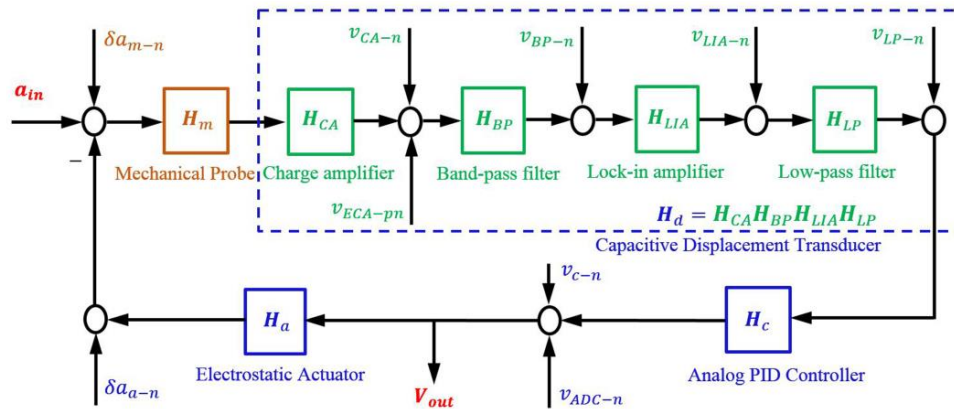 δa_{m-n}
v_{CA-n}
v_{BP-n}
v_{LIA-n}
v_{LP-n}
a_{in}
H_m
H_{CA}
H_{BP}
H_{LIA}
H_{LP}
−
Mechanical Probe
Charge amplifier
Band-pass filter
Lock-in amplifier
Low-pass filter
v_{ECA-pn}
H_d = H_{CA}H_{BP}H_{LIA}H_{LP}
Capacitive Displacement Transducer
v_{c-n}
H_a
H_c
Electrostatic Actuator
Analog PID Controller
δa_{a-n}
V_{out}
v_{ADC-n}